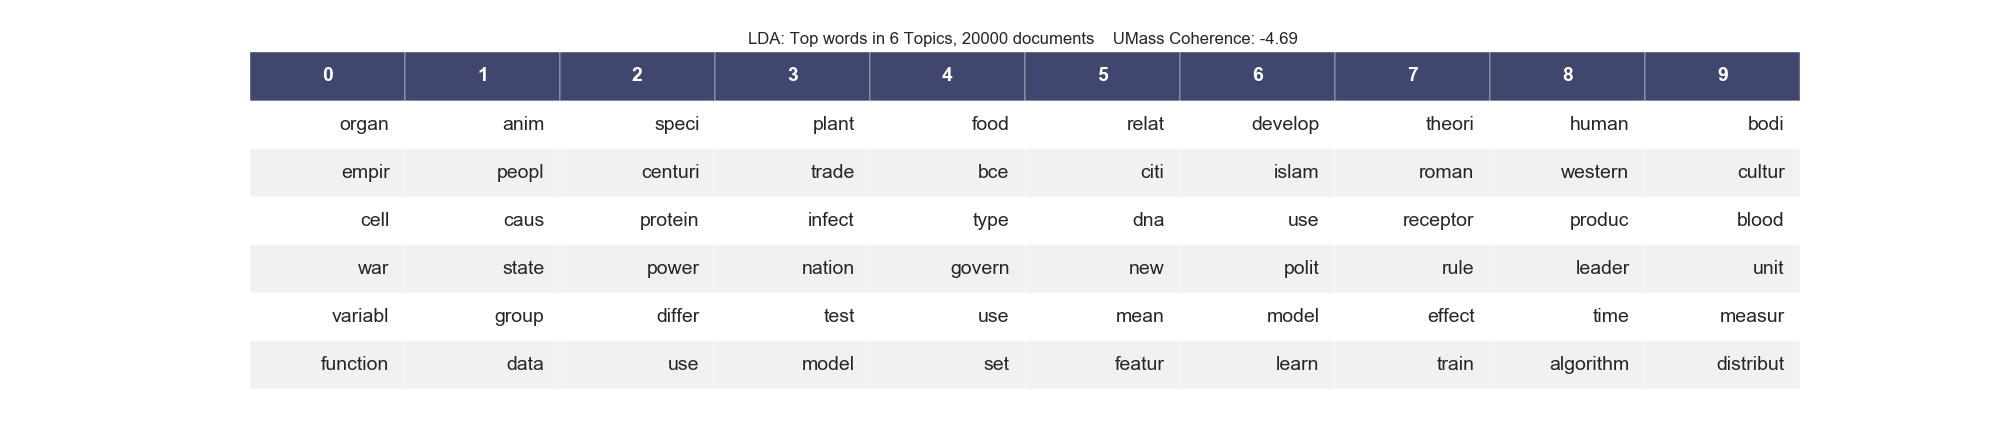 LDA: Top words in 6 Topics, 20000 documents    UMass Coherence: -4.69
0 1 2 3 4 5 6 7 8 9
organ anim speci plant food relat develop theori human bodi
empir peopl centuri trade bce citi islam roman western cultur
cell caus protein infect type dna use receptor produc blood
war state power nation govern new polit rule leader unit
variabl group differ test use mean model effect time measur
function data use model set featur learn train algorithm distribut